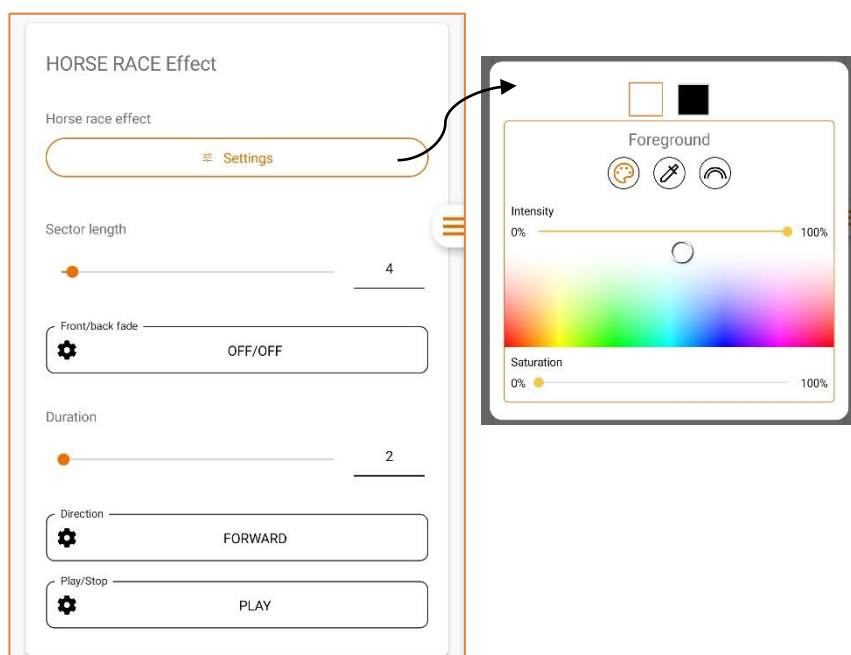 HORSE RACE Effect
Horse race effect
Settings
Sector length
4
Front/back fade
OFF/OFF
Duration
2
Direction
FORWARD
Play/Stop
PLAY
Foreground
Intensity
0% 100%
Saturation
0% 100%